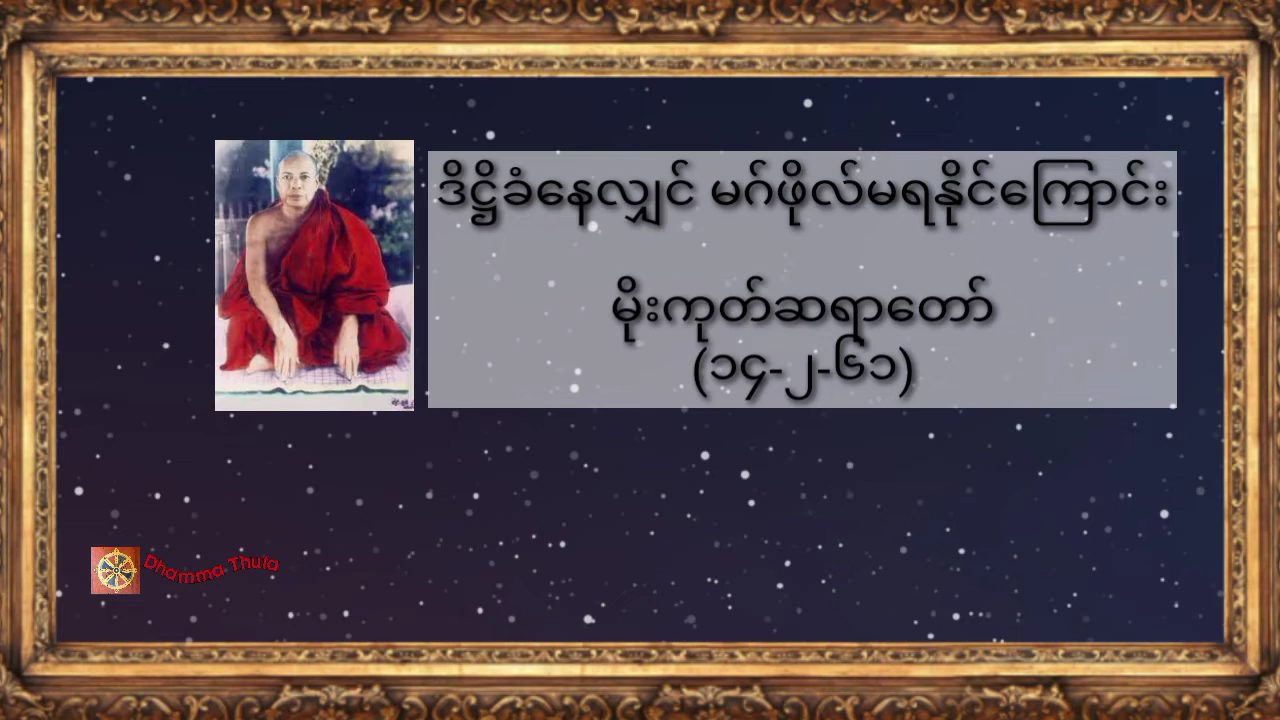 ဒိဋ္ဌိခံနေလျှင် မဂ်ဖိုလ်မရနိုင်ကြောင်း
မိုးကုတ်ဆရာတော်
(၁၄-၂-၆၁)
Dhamma Thuta